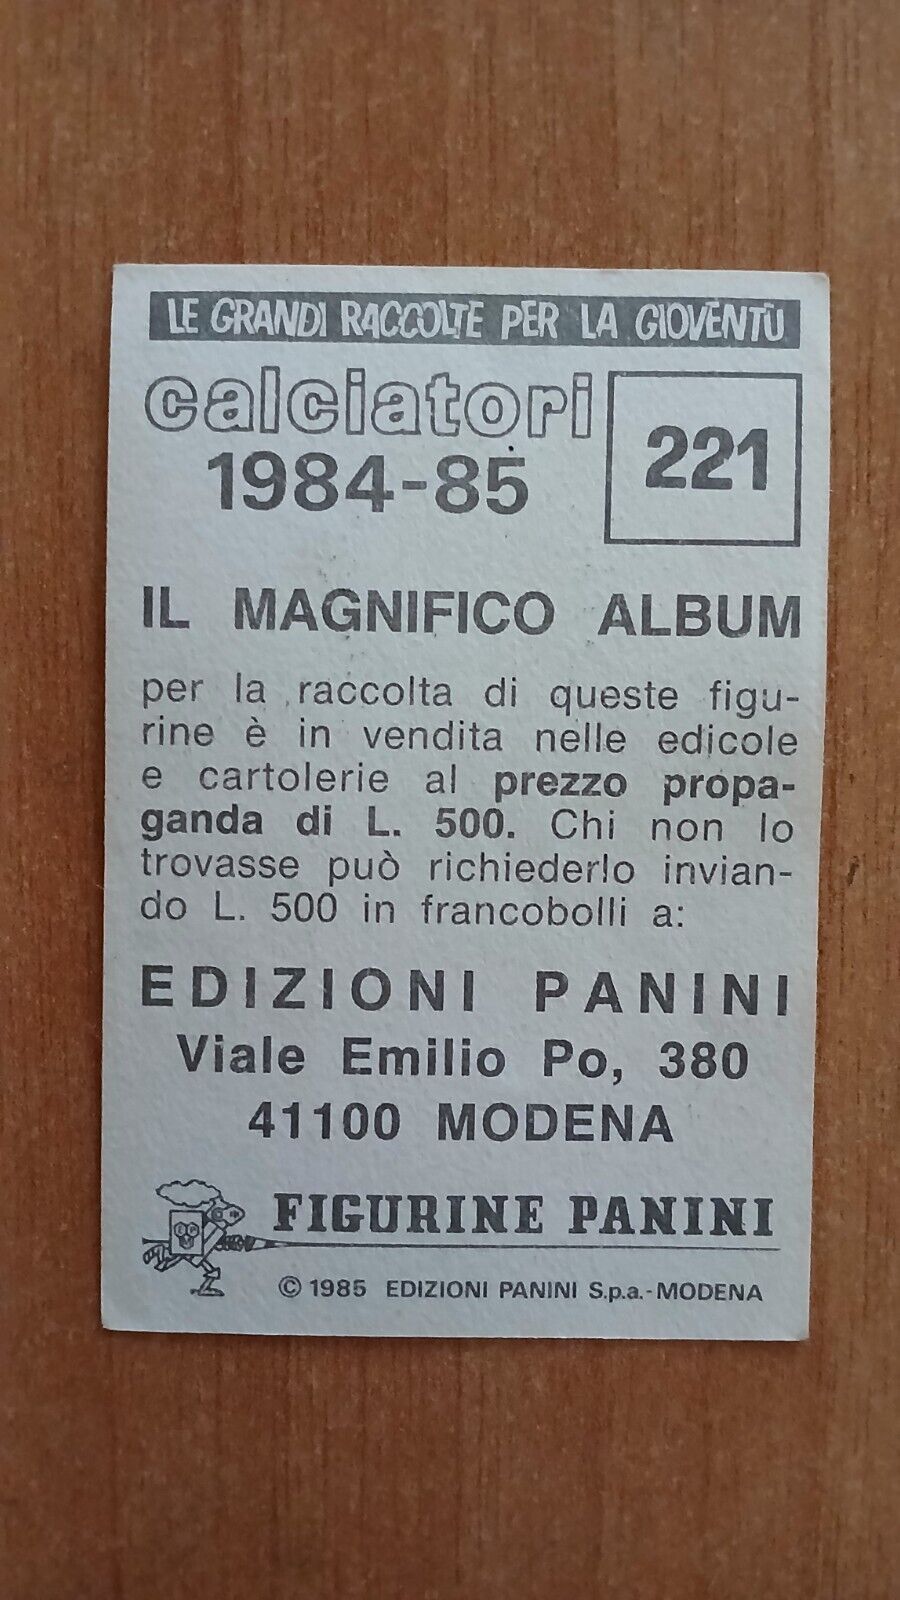 LE GRANDI RACCOLTE PER LA GIOVENTÙ
calciatori
1984-85
221
IL MAGNIFICO ALBUM
per la raccolta di queste figu-
rine è in vendita nelle edicole
e cartolerie al prezzo propa-
ganda di L. 500. Chi non lo
trovasse può richiederlo invian-
do L. 500 in francobolli a:
EDIZIONI PANINI
Viale Emilio Po, 380
41100 MODENA
FIGURINE PANINI
© 1985 EDIZIONI PANINI S.p.a.-MODENA